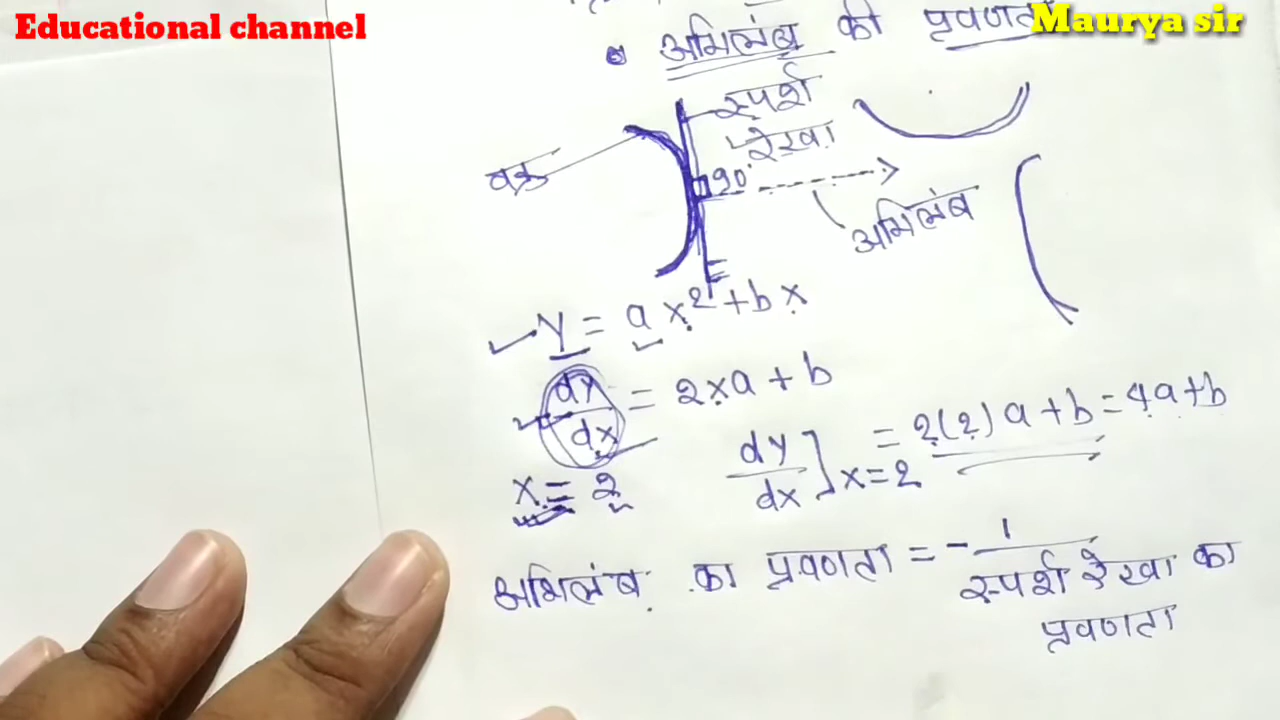 Educational channel
Maurya sir
अभिलंब की प्रवणता
स्पर्श
रेखा
वक्र
90°
अभिलंब
y = ax² + bx
dy/dx = 2xa + b
x = 2
dy/dx]x=2 = 2(2)a + b = 4a+b
अभिलंब का प्रवणता = - 1/स्पर्श रेखा का प्रवणता